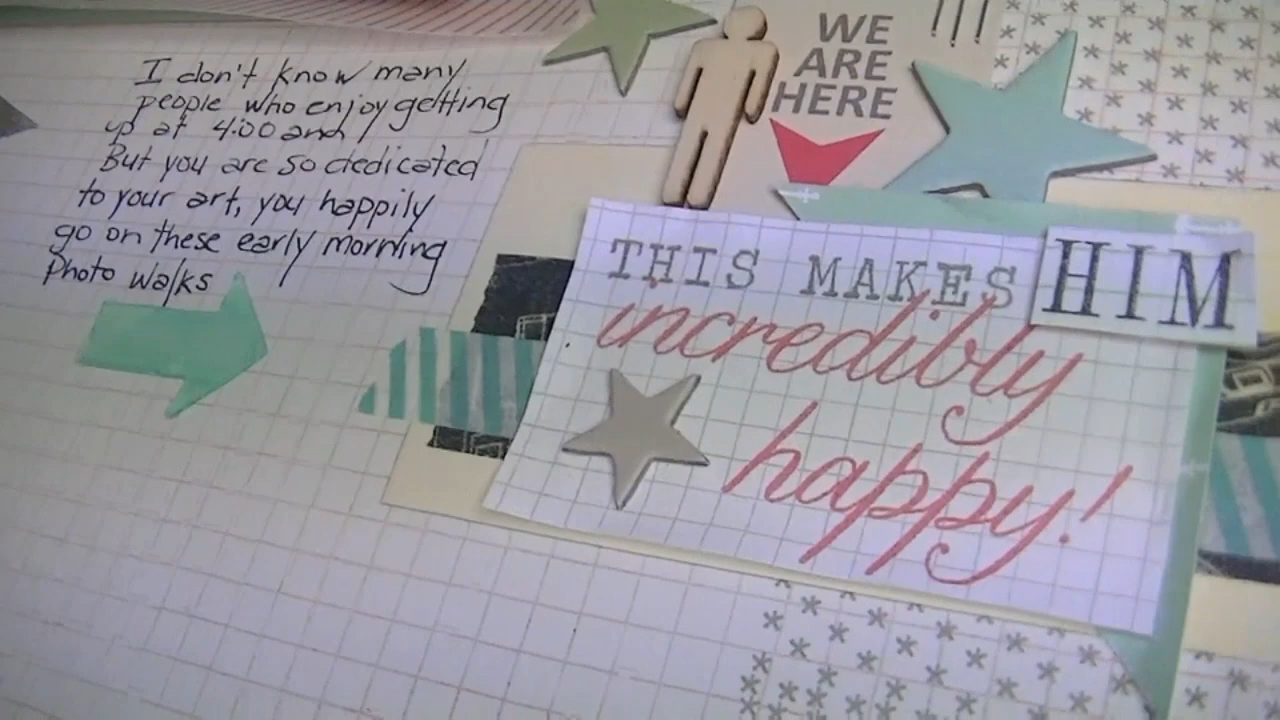 I don't know many
people who enjoy getting
up at 4:00 and
But you are so dedicated
to your art, you happily
go on these early morning
Photo walks
WE
ARE
HERE
THIS MAKES HIM
incredibly
happy!